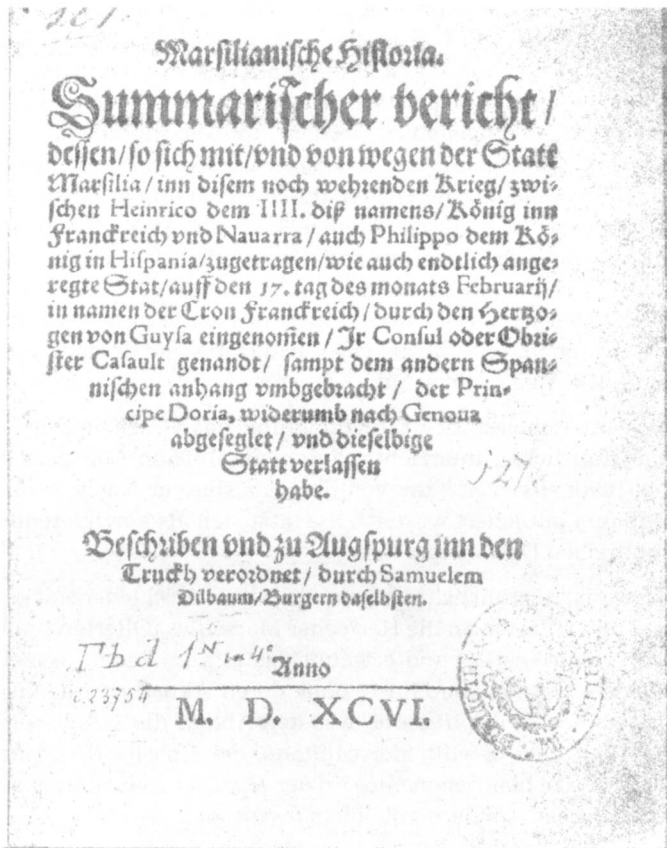 Marsilianische Historia.
Summarischer bericht/
dessen/so sich mit/vnd von wegen der Statt
Marsilia/inn disem noch wehrenden Krieg/zwi-
schen Heinrico dem IIII. diß namens/König inn
Franckreich vnd Nauarra/auch Philippo dem Kö-
nig in Hispania/zugetragen/wie auch endtlich ange-
regte Stat/auff den 17. tag des monats Februarij/
in namen der Cron Franckreich/durch den Hertzo-
gen von Guysa eingenom̃en/Jr Consul oder Obri-
ster Casault genandt/ sampt dem andern Span-
nischen anhang vmbgebracht/ der Prin-
cipe Doria, widerumb nach Genoua
abgeseglet/ vnd dieselbige
Statt verlassen
habe.
Beschriben vnd zu Augspurg inn den
Truckh verordnet/ durch Samuelem
Dilbaum/Burgern daselbsten.
Anno
c.23754
M. D. XCVI.